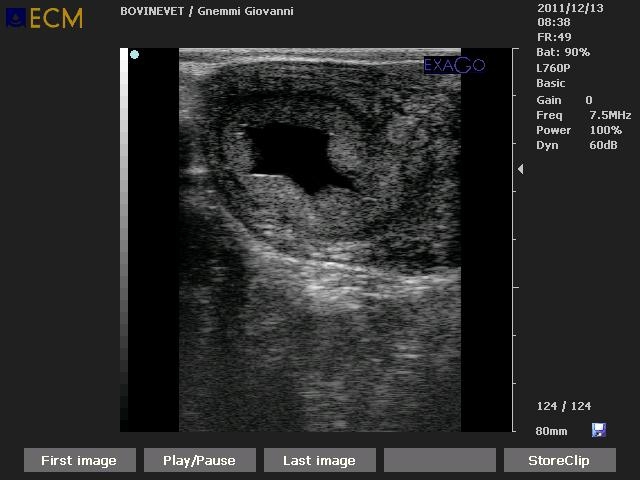 ECM
BOVINEVET / Gnemmi Giovanni
2011/12/13
08:38
FR:49
Bat: 90%
L760P
Basic
Gain 0
Freq 7.5MHz
Power 100%
Dyn 60dB
EXAGO
124 / 124
80mm
First image
Play/Pause
Last image
StoreClip